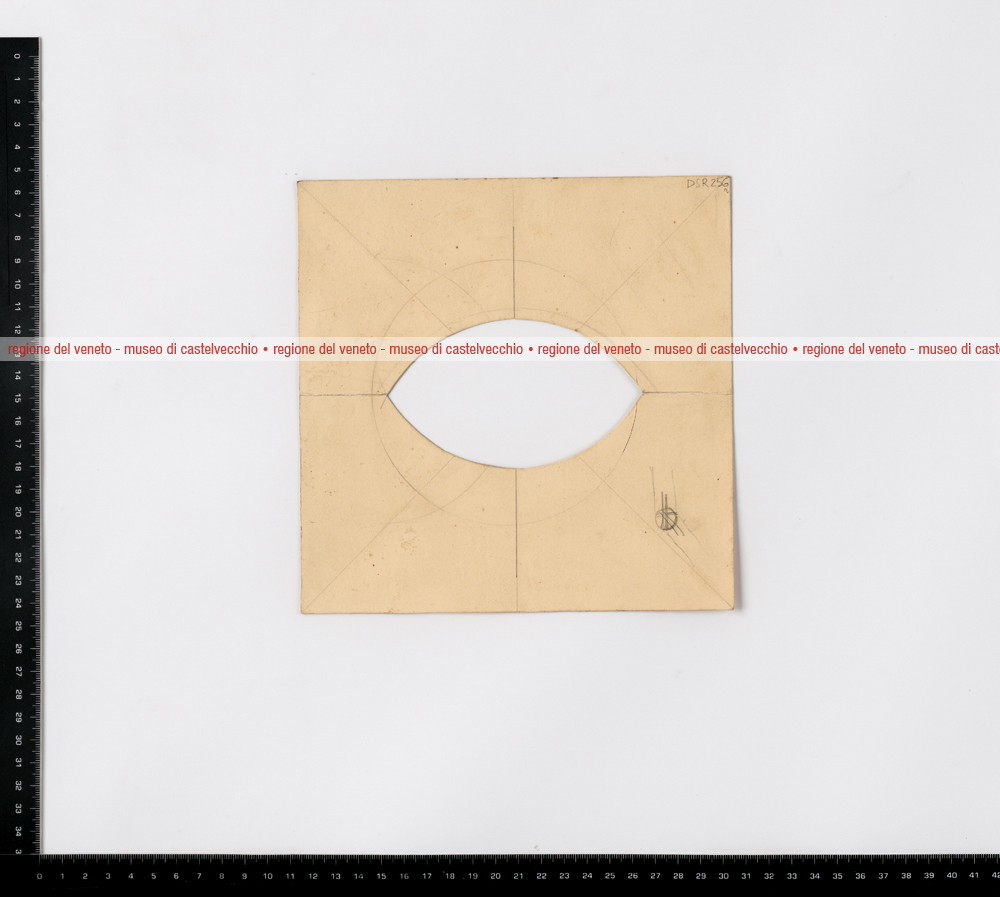 DSR 256
regione del veneto - museo di castelvecchio • regione del veneto - museo di castelvecchio • regione del veneto - museo di castelvecchio • regione del veneto - museo di cast
0 1 2 3 4 5 6 7 8 9 10 11 12 14 15 16 17 18 19 20 21 22 23 24 25 26 27 28 29 30 31 32 33 34 3
0 1 2 3 4 5 6 7 8 9 10 11 12 13 14 15 16 17 18 19 20 21 22 23 24 25 26 27 28 29 30 31 32 33 34 35 36 37 38 39 40 41 42